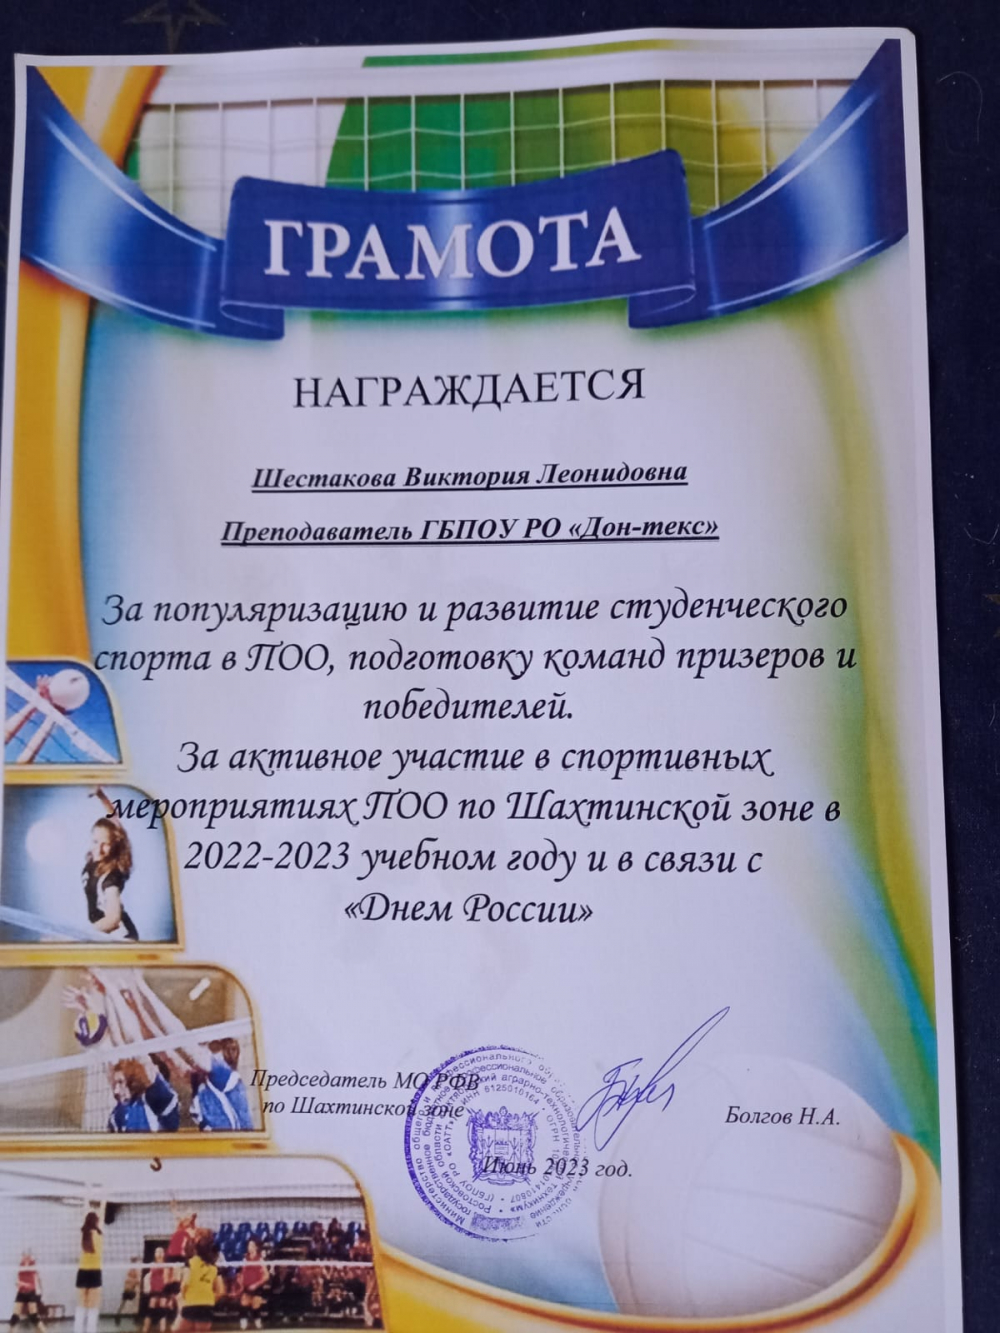 ГРАМОТА
НАГРАЖДАЕТСЯ
Шестакова Виктория Леонидовна
Преподаватель ГБПОУ РО «Дон-текс»
За популяризацию и развитие студенческого
спорта в ПОО, подготовку команд призеров и
победителей.
За активное участие в спортивных
мероприятиях ПОО по Шахтинской зоне в
2022-2023 учебном году и в связи с
«Днем России»
Председатель МО РФВ
по Шахтинской зоне
Болгов Н.А.
Июнь 2023 год.